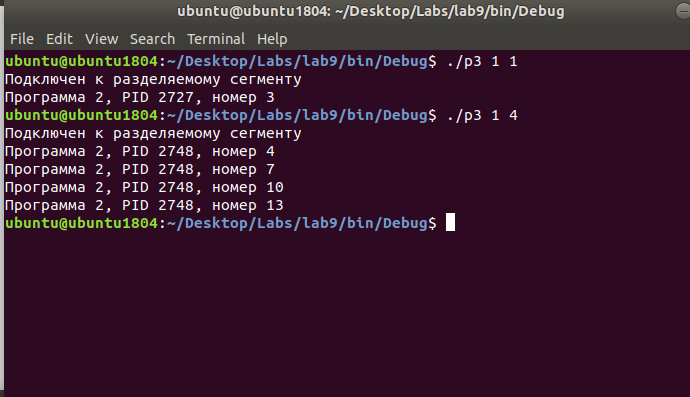 ubuntu@ubuntu1804: ~/Desktop/Labs/lab9/bin/Debug
File Edit View Search Terminal Help
ubuntu@ubuntu1804:~/Desktop/Labs/lab9/bin/Debug$ ./p3 1 1
Подключен к разделяемому сегменту
Программа 2, PID 2727, номер 3
ubuntu@ubuntu1804:~/Desktop/Labs/lab9/bin/Debug$ ./p3 1 4
Подключен к разделяемому сегменту
Программа 2, PID 2748, номер 4
Программа 2, PID 2748, номер 7
Программа 2, PID 2748, номер 10
Программа 2, PID 2748, номер 13
ubuntu@ubuntu1804:~/Desktop/Labs/lab9/bin/Debug$